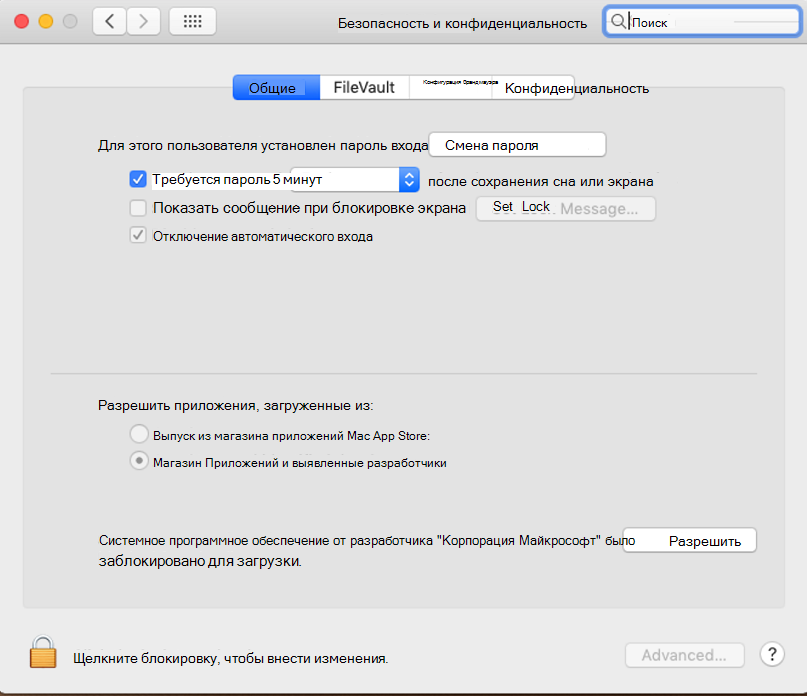 Безопасность и конфиденциальность
Поиск
Общие
FileVault
Конфигурация брандмауэра
Конфиденциальность
Для этого пользователя установлен пароль входа
Смена пароля
Требуется пароль 5 минут
после сохранения сна или экрана
Показать сообщение при блокировке экрана
Set Lock Message...
Отключение автоматического входа
Разрешить приложения, загруженные из:
Выпуск из магазина приложений Mac App Store:
Магазин Приложений и выявленные разработчики
Системное программное обеспечение от разработчика "Корпорация Майкрософт" было
заблокировано для загрузки.
Разрешить
Щелкните блокировку, чтобы внести изменения.
Advanced...
?